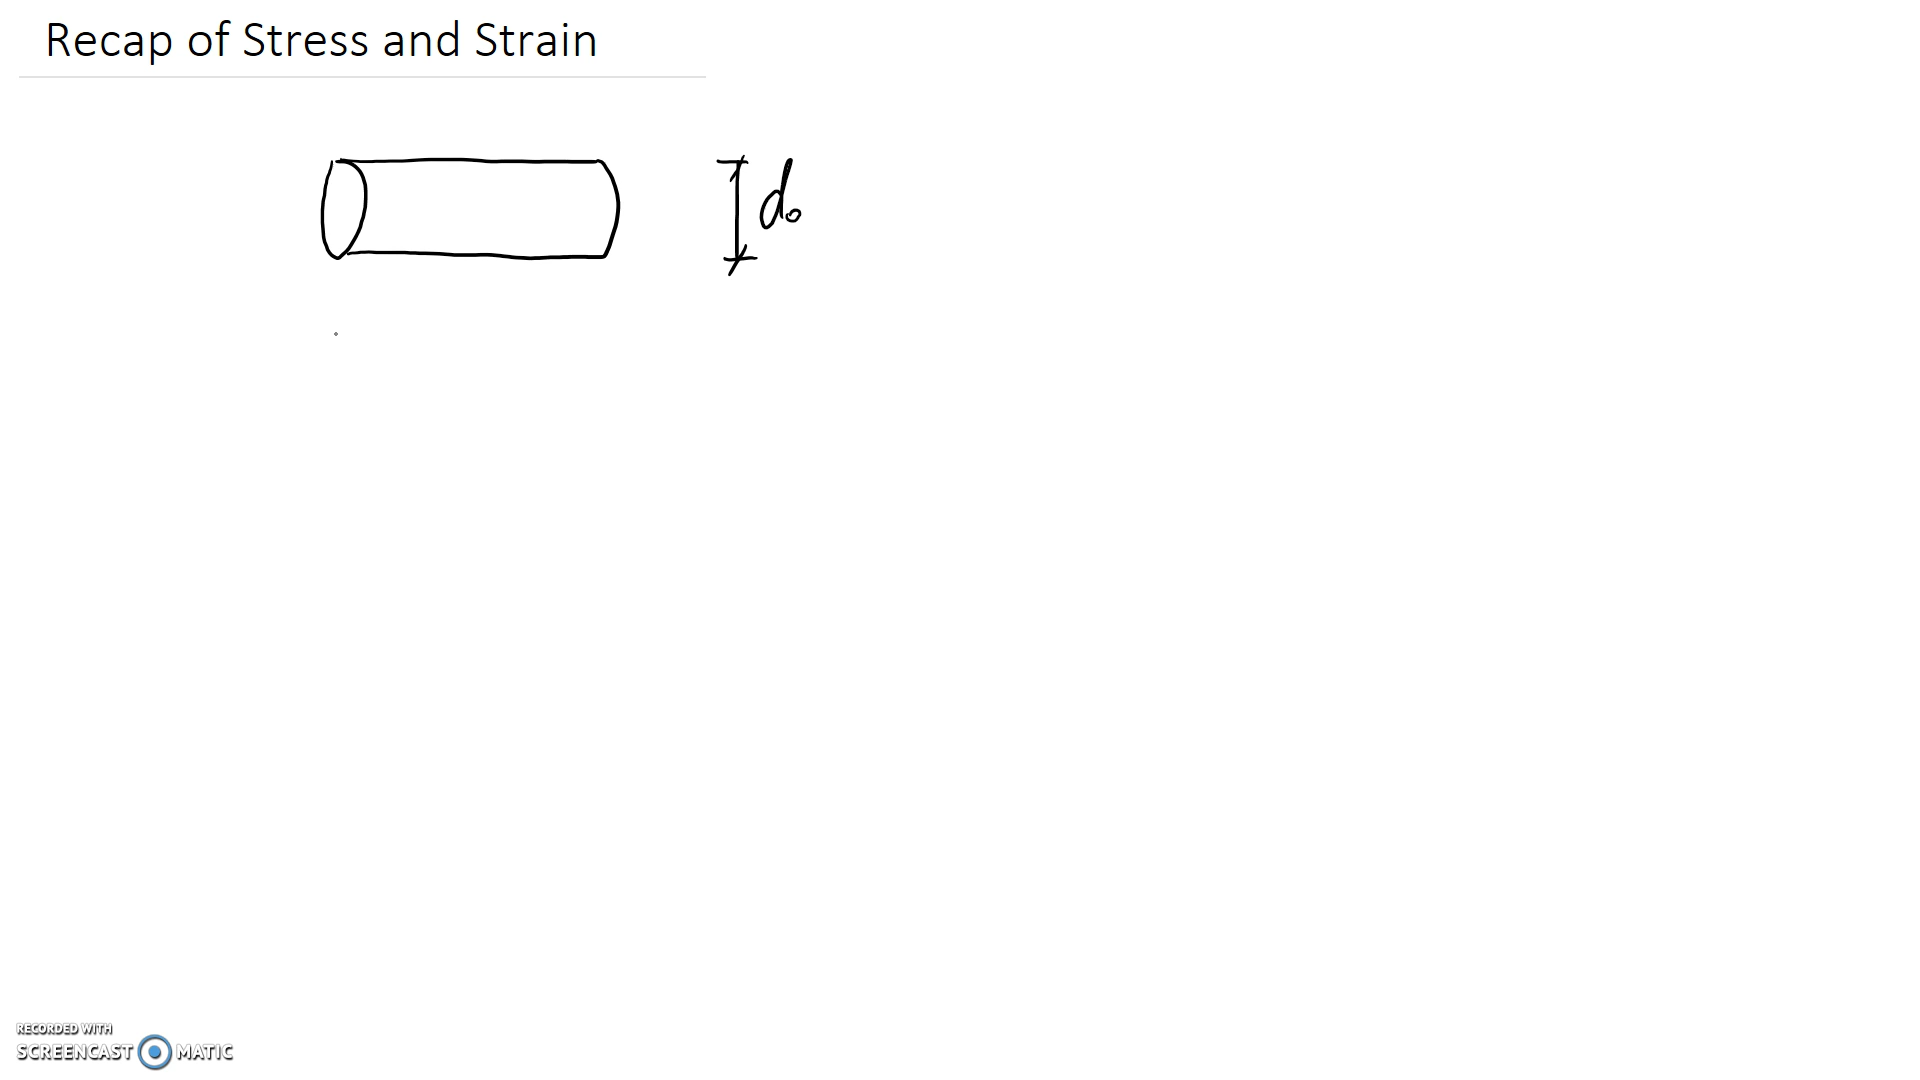 Recap of Stress and Strain
d₀
RECORDED WITH
SCREENCAST MATIC